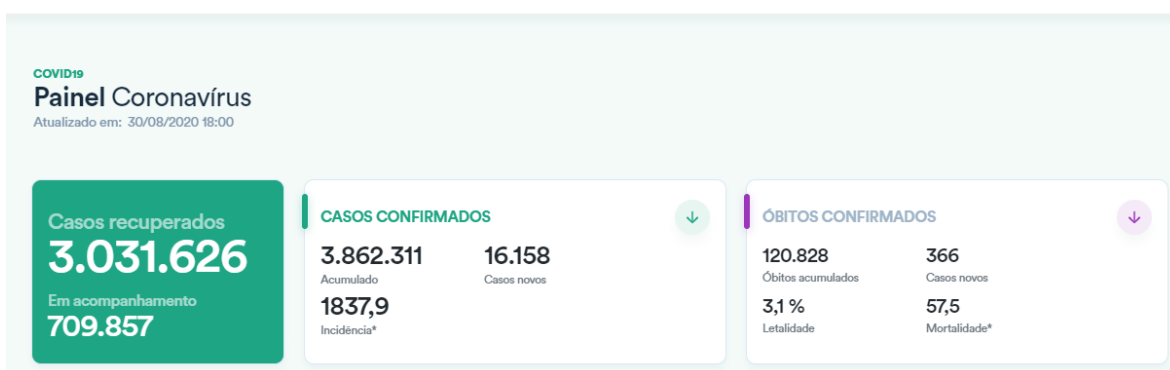 COVID19
Painel Coronavírus
Atualizado em: 30/08/2020 18:00
Casos recuperados
3.031.626
Em acompanhamento
709.857
CASOS CONFIRMADOS
3.862.311 16.158
Acumulado Casos novos
1837,9
Incidência*
ÓBITOS CONFIRMADOS
120.828 366
Óbitos acumulados Casos novos
3,1 % 57,5
Letalidade Mortalidade*